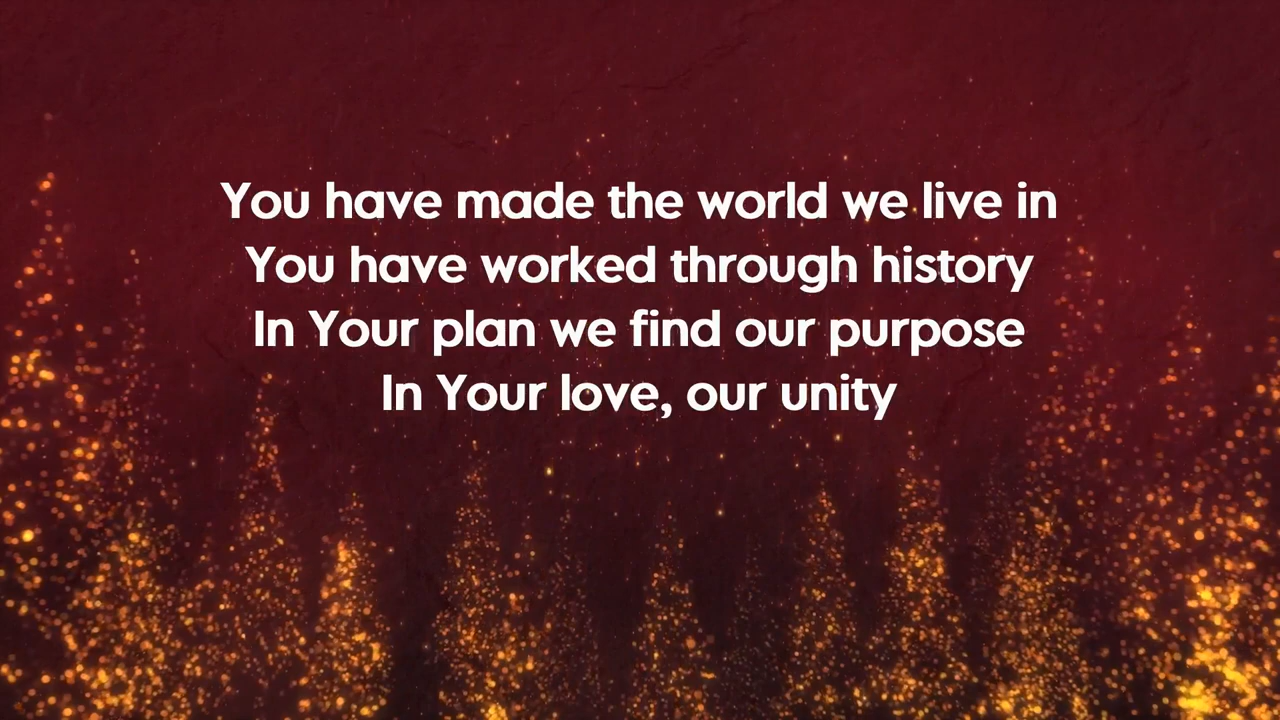 You have made the world we live in
You have worked through history
In Your plan we find our purpose
In Your love, our unity